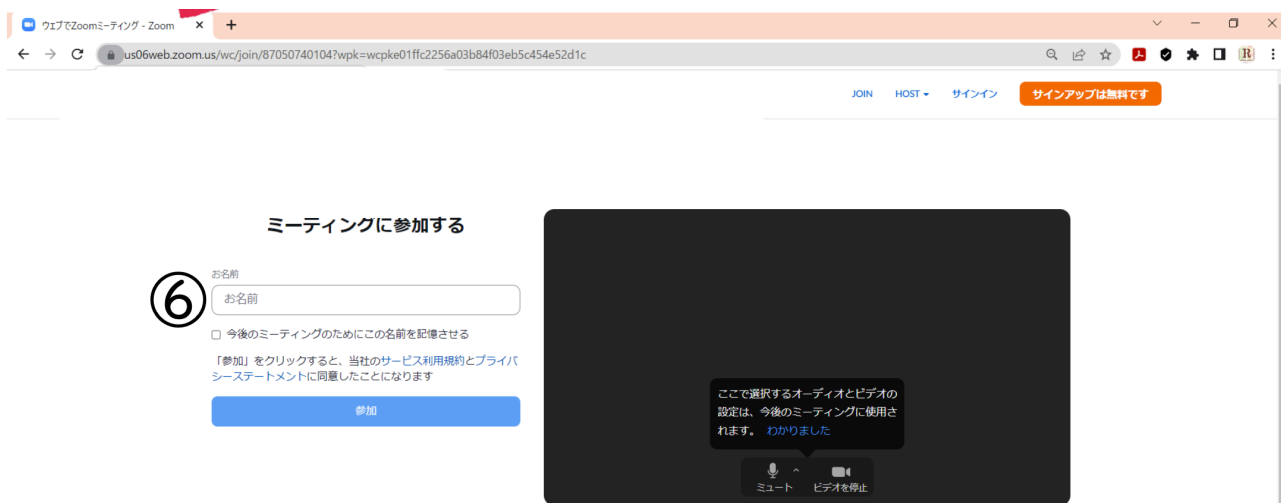 ウェブでZoomミーティング - Zoom
us06web.zoom.us/wc/join/87050740104?wpk=wcpke01ffc2256a03b84f03eb5c454e52d1c
R
JOIN HOST サインイン サインアップは無料です
ミーティングに参加する
⑥
お名前
お名前
今後のミーティングのためにこの名前を記憶させる
「参加」をクリックすると、当社のサービス利用規約とプライバ
シーステートメントに同意したことになります
参加
ここで選択するオーディオとビデオの
設定は、今後のミーティングに使用さ
れます。 わかりました
ミュート ビデオを停止